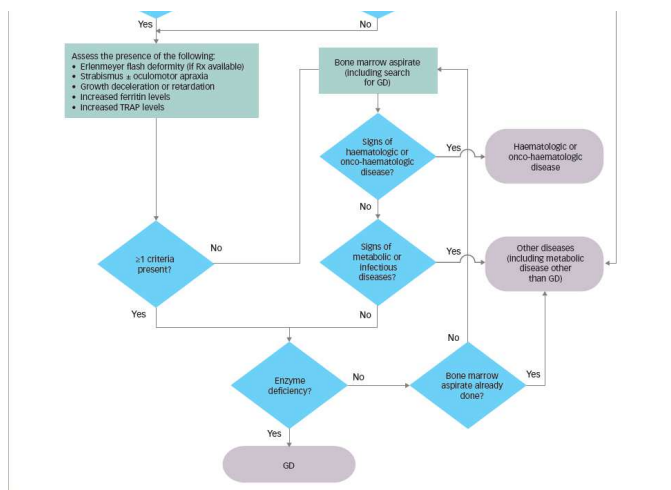 Yes
No
Assess the presence of the following:
• Erlenmeyer flash deformity (if Rx available)
• Strabismus ± oculomotor apraxia
• Growth deceleration or retardation
• Increased ferritin levels
• Increased TRAP levels
Bone marrow aspirate
(including search
for GD)
Signs of
haematologic or
onco-haematologic
disease?
Yes
Haematologic or
onco-haematologic
disease
No
≥1 criteria
present?
No
Signs of
metabolic or
infectious
diseases?
Yes
Other diseases
(including metabolic
disease other
than GD)
Yes
No
No
Enzyme
deficiency?
No
Bone marrow
aspirate already
done?
Yes
Yes
GD